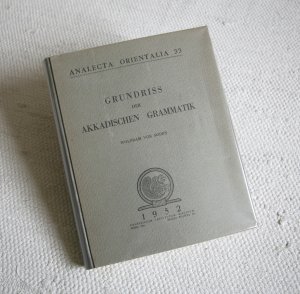 ANALECTA ORIENTALIA 33
GRUNDRISS
DER
AKKADISCHEN GRAMMATIK
WOLFRAM VON SODEN
1952